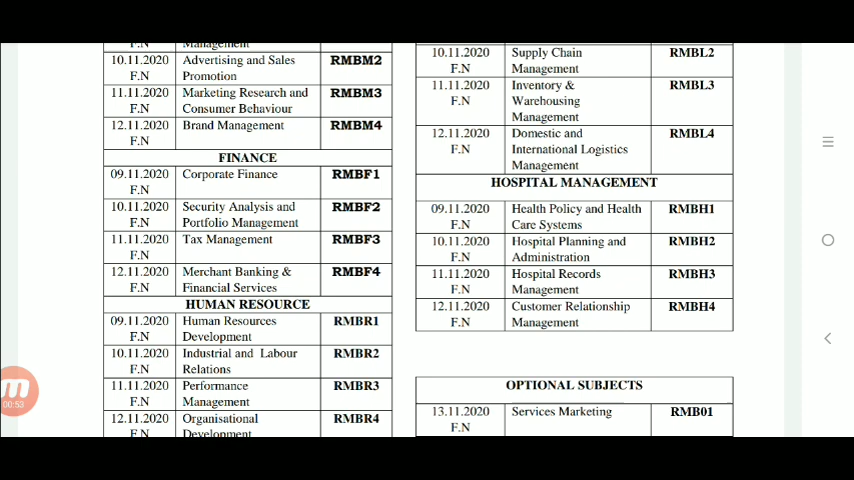 F.N Management
10.11.2020 Advertising and Sales RMBM2
F.N Promotion
11.11.2020 Marketing Research and RMBM3
F.N Consumer Behaviour
12.11.2020 Brand Management RMBM4
F.N
FINANCE
09.11.2020 Corporate Finance RMBF1
F.N
10.11.2020 Security Analysis and RMBF2
F.N Portfolio Management
11.11.2020 Tax Management RMBF3
F.N
12.11.2020 Merchant Banking & RMBF4
F.N Financial Services
HUMAN RESOURCE
09.11.2020 Human Resources RMBR1
F.N Development
10.11.2020 Industrial and Labour RMBR2
F.N Relations
11.11.2020 Performance RMBR3
F.N Management
12.11.2020 Organisational RMBR4
F.N Development
10.11.2020 Supply Chain RMBL2
F.N Management
11.11.2020 Inventory & RMBL3
F.N Warehousing
Management
12.11.2020 Domestic and RMBL4
F.N International Logistics
Management
HOSPITAL MANAGEMENT
09.11.2020 Health Policy and Health RMBH1
F.N Care Systems
10.11.2020 Hospital Planning and RMBH2
F.N Administration
11.11.2020 Hospital Records RMBH3
F.N Management
12.11.2020 Customer Relationship RMBH4
F.N Management
OPTIONAL SUBJECTS
13.11.2020 Services Marketing RMB01
F.N
00:53